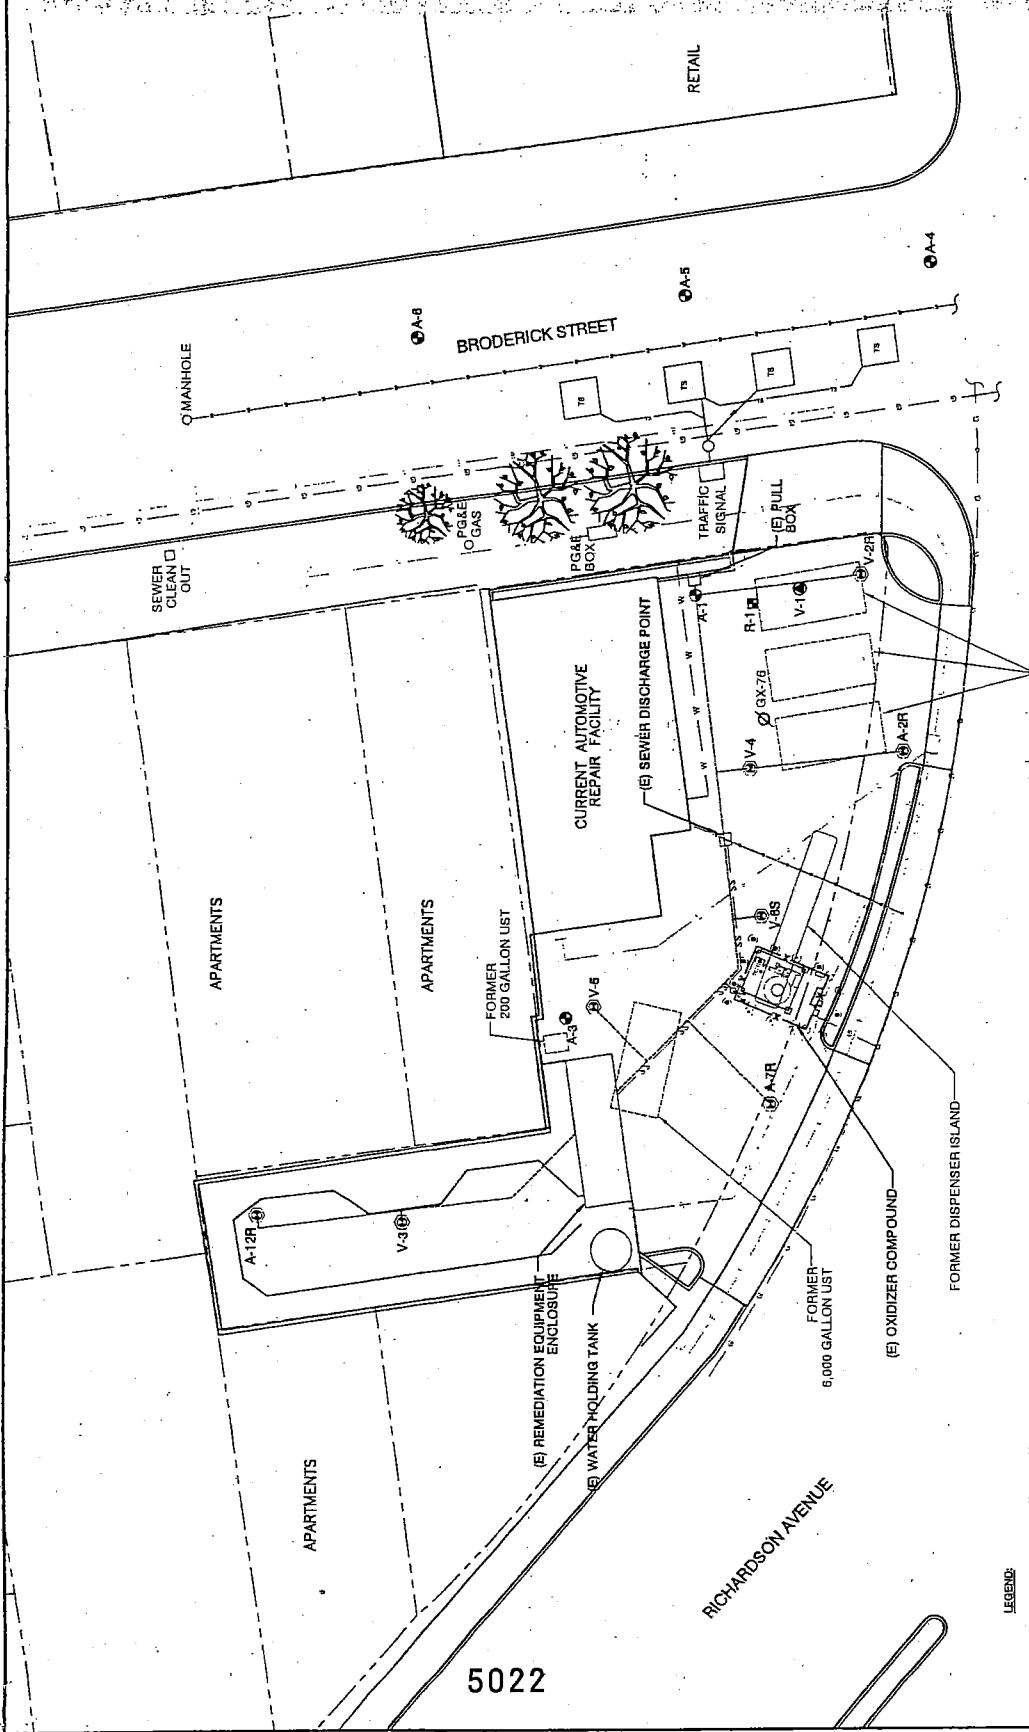 RETAIL
MANHOLE
A-6
BRODERICK STREET
A-5
A-4
TS
TS
TS
TS
SEWER
CLEAN
OUT
PG&E
GAS
PG&E
BOX
TRAFFIC
SIGNAL
(E) PULL
BOX
V-2R
A-1
R-1
V-1
GX-76
V-4
A-2R
W
W
W
W
(E) SEWER DISCHARGE POINT
CURRENT AUTOMOTIVE
REPAIR FACILITY
APARTMENTS
APARTMENTS
FORMER
200 GALLON UST
A-3
SS
SS
A-7R
A-12R
V-3
(E) REMEDIATION EQUIPMENT
ENCLOSURE
(E) WATER HOLDING TANK
FORMER
6,000 GALLON UST
(E) OXIDIZER COMPOUND
FORMER DISPENSER ISLAND
APARTMENTS
RICHARDSON AVENUE
LEGEND:
5022